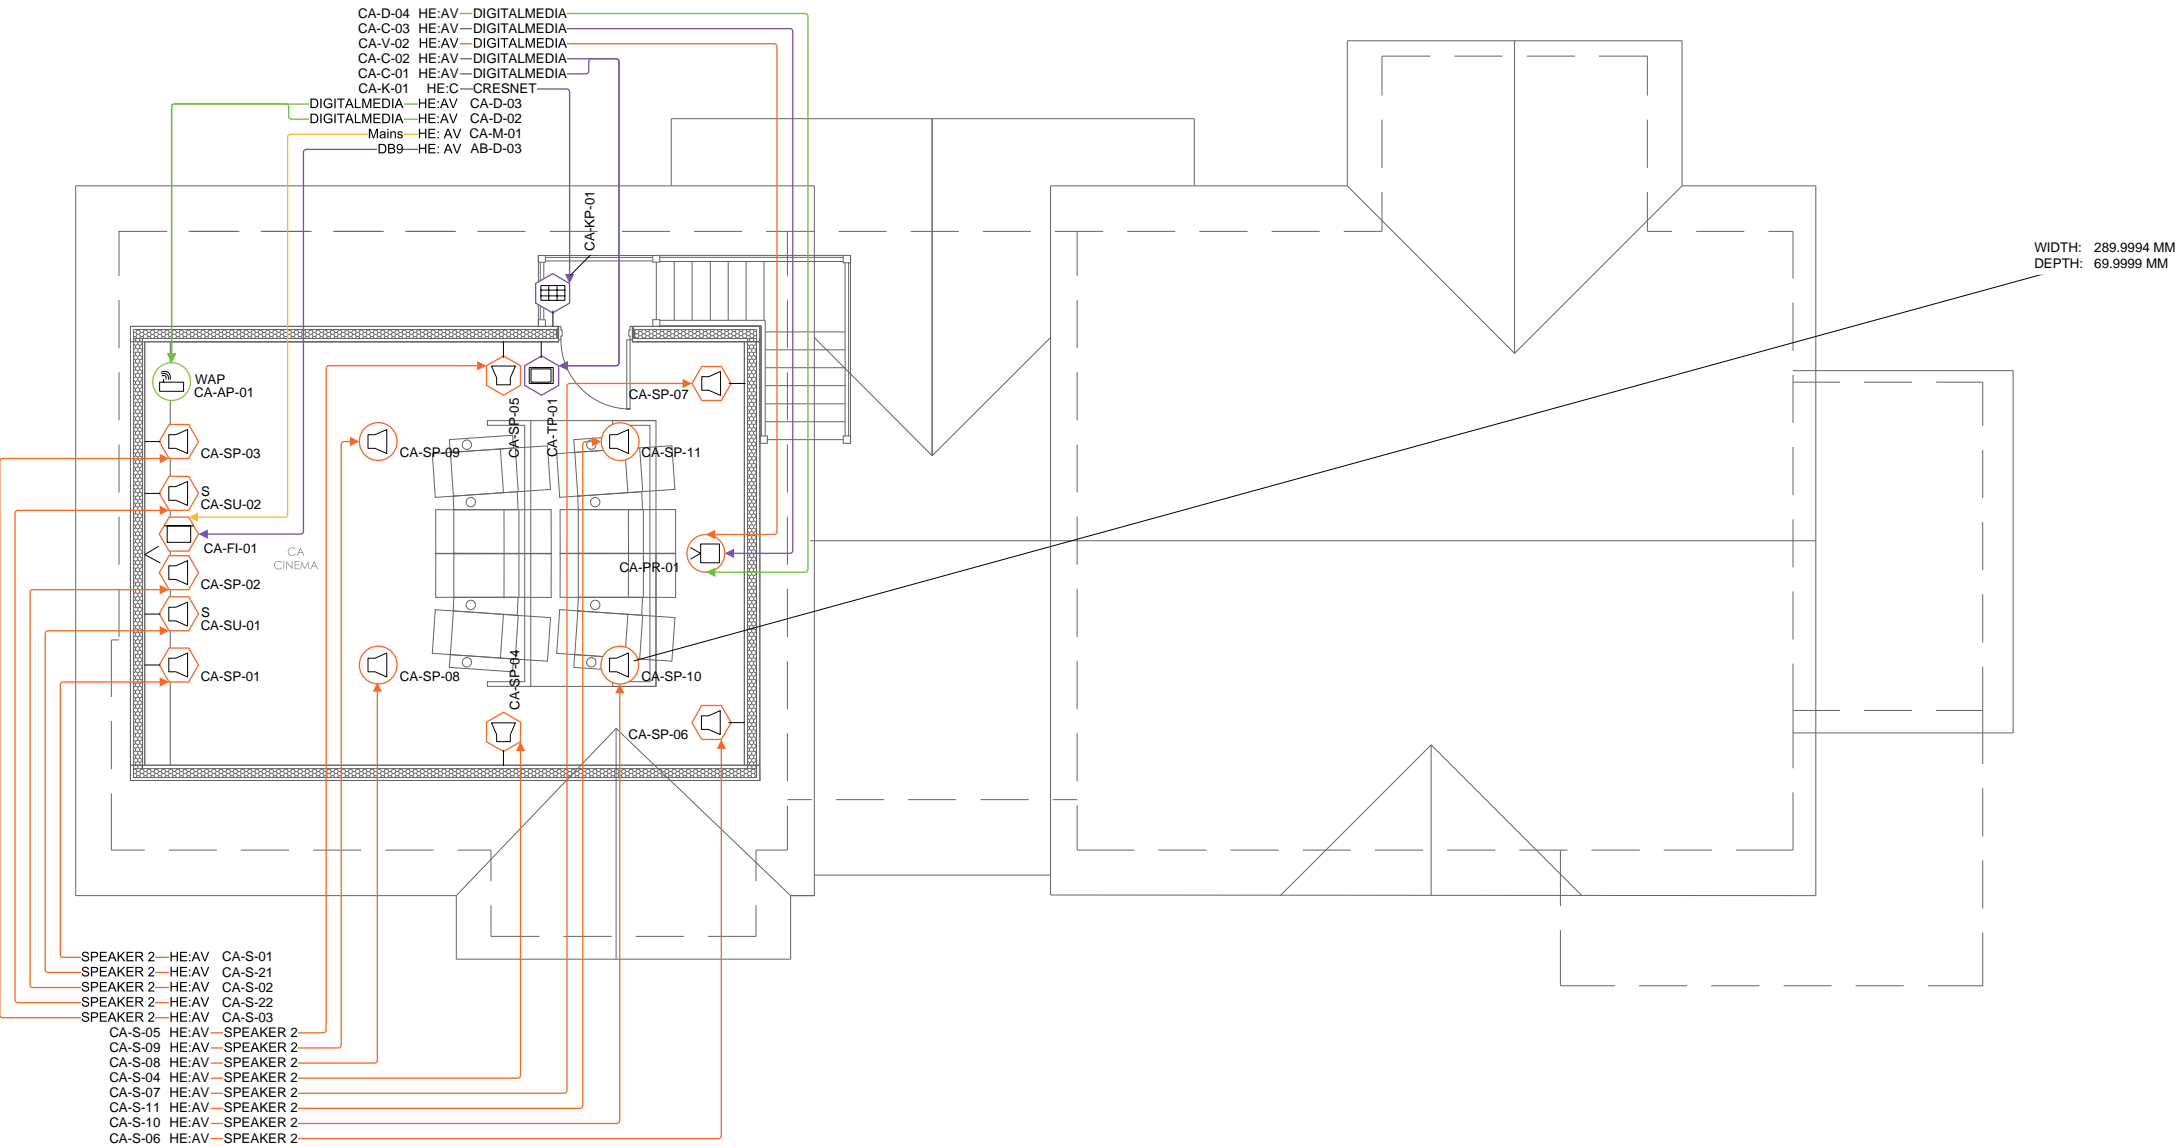 CA-D-04 HE:AV DIGITALMEDIA
CA-C-03 HE:AV DIGITALMEDIA
CA-V-02 HE:AV DIGITALMEDIA
CA-C-02 HE:AV DIGITALMEDIA
CA-C-01 HE:AV DIGITALMEDIA
CA-K-01 HE:C CRESNET
DIGITALMEDIA HE:AV CA-D-03
DIGITALMEDIA HE:AV CA-D-02
Mains HE: AV CA-M-01
DB9 HE: AV AB-D-03
CA-KP-01
WIDTH: 289.9994 MM
DEPTH: 69.9999 MM
WAP
CA-AP-01
CA-SP-05
CA-TP-01
CA-SP-07
CA-SP-03
CA-SP-09
CA-SP-11
S
CA-SU-02
CA-FI-01
CA
CINEMA
CA-PR-01
CA-SP-02
S
CA-SU-01
CA-SP-01
CA-SP-08
CA-SP-04
CA-SP-10
CA-SP-06
SPEAKER 2 HE:AV CA-S-01
SPEAKER 2 HE:AV CA-S-21
SPEAKER 2 HE:AV CA-S-02
SPEAKER 2 HE:AV CA-S-22
SPEAKER 2 HE:AV CA-S-03
CA-S-05 HE:AV SPEAKER 2
CA-S-09 HE:AV SPEAKER 2
CA-S-08 HE:AV SPEAKER 2
CA-S-04 HE:AV SPEAKER 2
CA-S-07 HE:AV SPEAKER 2
CA-S-11 HE:AV SPEAKER 2
CA-S-10 HE:AV SPEAKER 2
CA-S-06 HE:AV SPEAKER 2